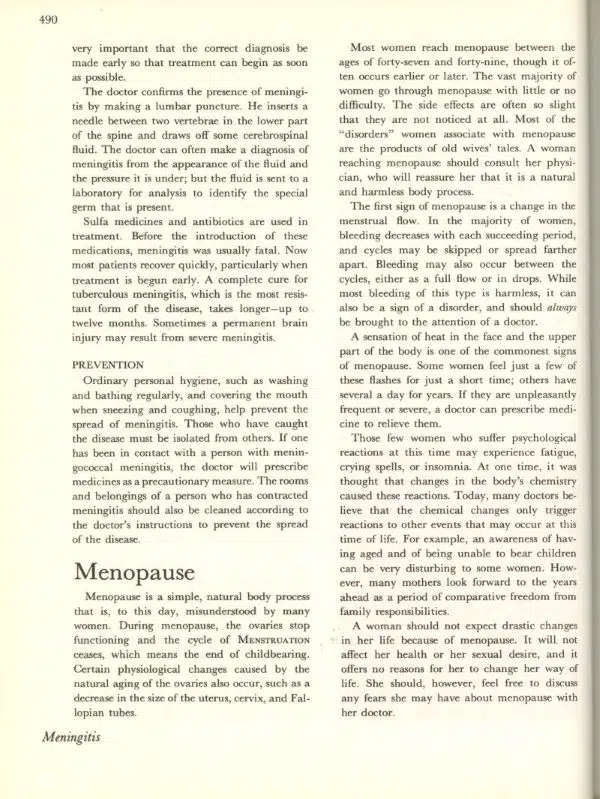 490
very important that the correct diagnosis be
made early so that treatment can begin as soon
as possible.
The doctor confirms the presence of meningi-
tis by making a lumbar puncture. He inserts a
needle between two vertebrae in the lower part
of the spine and draws off some cerebrospinal
fluid. The doctor can often make a diagnosis of
meningitis from the appearance of the fluid and
the pressure it is under; but the fluid is sent to a
laboratory for analysis to identify the special
germ that is present.
Sulfa medicines and antibiotics are used in
treatment. Before the introduction of these
medications, meningitis was usually fatal. Now
most patients recover quickly, particularly when
treatment is begun early. A complete cure for
tuberculous meningitis, which is the most resis-
tant form of the disease, takes longer—up to
twelve months. Sometimes a permanent brain
injury may result from severe meningitis.
PREVENTION
Ordinary personal hygiene, such as washing
and bathing regularly, and covering the mouth
when sneezing and coughing, help prevent the
spread of meningitis. Those who have caught
the disease must be isolated from others. If one
has been in contact with a person with menin-
gococcal meningitis, the doctor will prescribe
medicines as a precautionary measure. The rooms
and belongings of a person who has contracted
meningitis should also be cleaned according to
the doctor's instructions to prevent the spread
of the disease.
Menopause
Menopause is a simple, natural body process
that is, to this day, misunderstood by many
women. During menopause, the ovaries stop
functioning and the cycle of MENSTRUATION
ceases, which means the end of childbearing.
Certain physiological changes caused by the
natural aging of the ovaries also occur, such as a
decrease in the size of the uterus, cervix, and Fal-
lopian tubes.
Most women reach menopause between the
ages of forty-seven and forty-nine, though it of-
ten occurs earlier or later. The vast majority of
women go through menopause with little or no
difficulty. The side effects are often so slight
that they are not noticed at all. Most of the
"disorders" women associate with menopause
are the products of old wives' tales. A woman
reaching menopause should consult her physi-
cian, who will reassure her that it is a natural
and harmless body process.
The first sign of menopause is a change in the
menstrual flow. In the majority of women,
bleeding decreases with each succeeding period,
and cycles may be skipped or spread farther
apart. Bleeding may also occur between the
cycles, either as a full flow or in drops. While
most bleeding of this type is harmless, it can
also be a sign of a disorder, and should always
be brought to the attention of a doctor.
A sensation of heat in the face and the upper
part of the body is one of the commonest signs
of menopause. Some women feel just a few of
these flashes for just a short time; others have
several a day for years. If they are unpleasantly
frequent or severe, a doctor can prescribe medi-
cine to relieve them.
Those few women who suffer psychological
reactions at this time may experience fatigue,
crying spells, or insomnia. At one time, it was
thought that changes in the body's chemistry
caused these reactions. Today, many doctors be-
lieve that the chemical changes only trigger
reactions to other events that may occur at this
time of life. For example, an awareness of hav-
ing aged and of being unable to bear children
can be very disturbing to some women. How-
ever, many mothers look forward to the years
ahead as a period of comparative freedom from
family responsibilities.
A woman should not expect drastic changes
in her life because of menopause. It will not
affect her health or her sexual desire, and it
offers no reasons for her to change her way of
life. She should, however, feel free to discuss
any fears she may have about menopause with
her doctor.
Meningitis